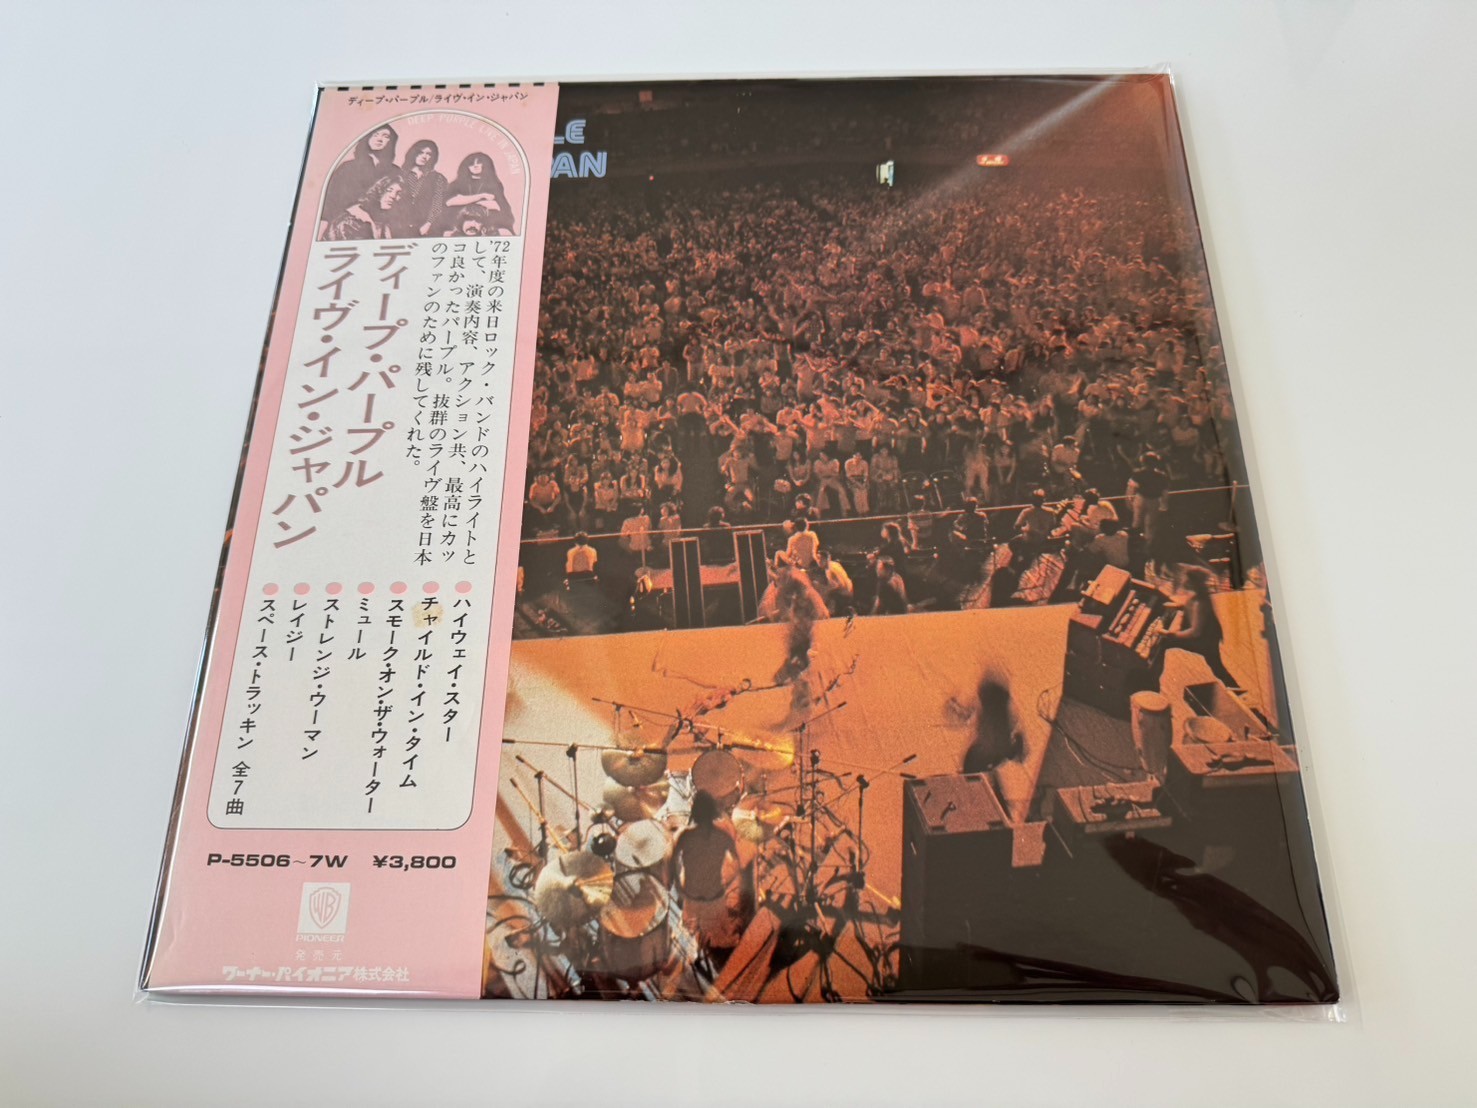 ディープ・パープル/ライヴ・イン・ジャパン
DEEP PURPLE LIVE IN JAPAN
LE
PAN
'72年度の来日ロック・バンドのハイライトと
して、演奏内容、アクション共、最高にカッ
コ良かったパープル。抜群のライヴ盤を日本
のファンのために残してくれた。
ディープ・パープル
ライヴ・イン・ジャパン
ハイウェイ・スター
チャイルド・イン・タイム
スモーク・オン・ザ・ウォーター
ミュール
ストレンジ・ウーマン
レイジー
スペース・トラッキン 全7曲
P-5506~7W ¥3,800
WB
PIONEER
発売元
ワーナー・パイオニア株式会社